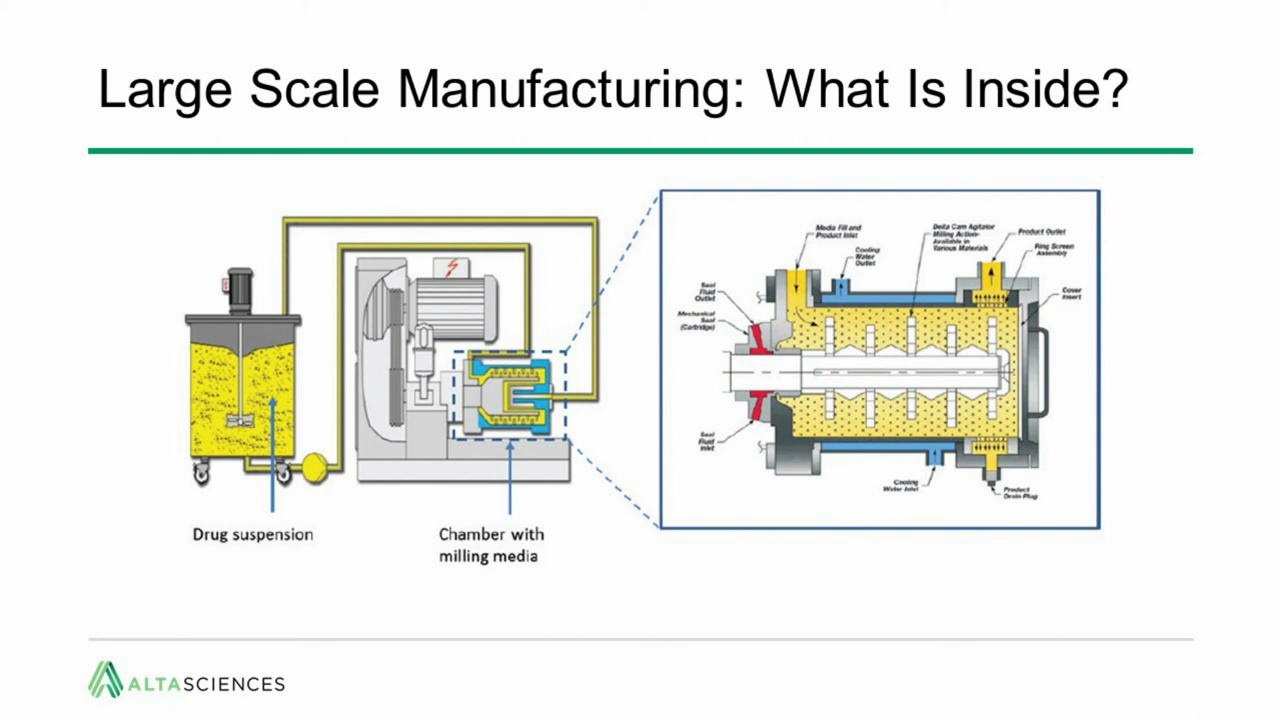 Large Scale Manufacturing: What Is Inside?
Media Fill and
Product Inlet
Cooling
Water
Outlet
Delta Cam Agitator
Milling Action-
Available in
Various Materials
Product Outlet
Ring Screen
Assembly
Cover
Insert
Seal
Fluid
Outlet
Mechanical
Seal
(Cartridge)
Seal
Fluid
Inlet
Cooling
Water Inlet
Product
Drain Plug
Drug suspension
Chamber with
milling media
ALTASCIENCES